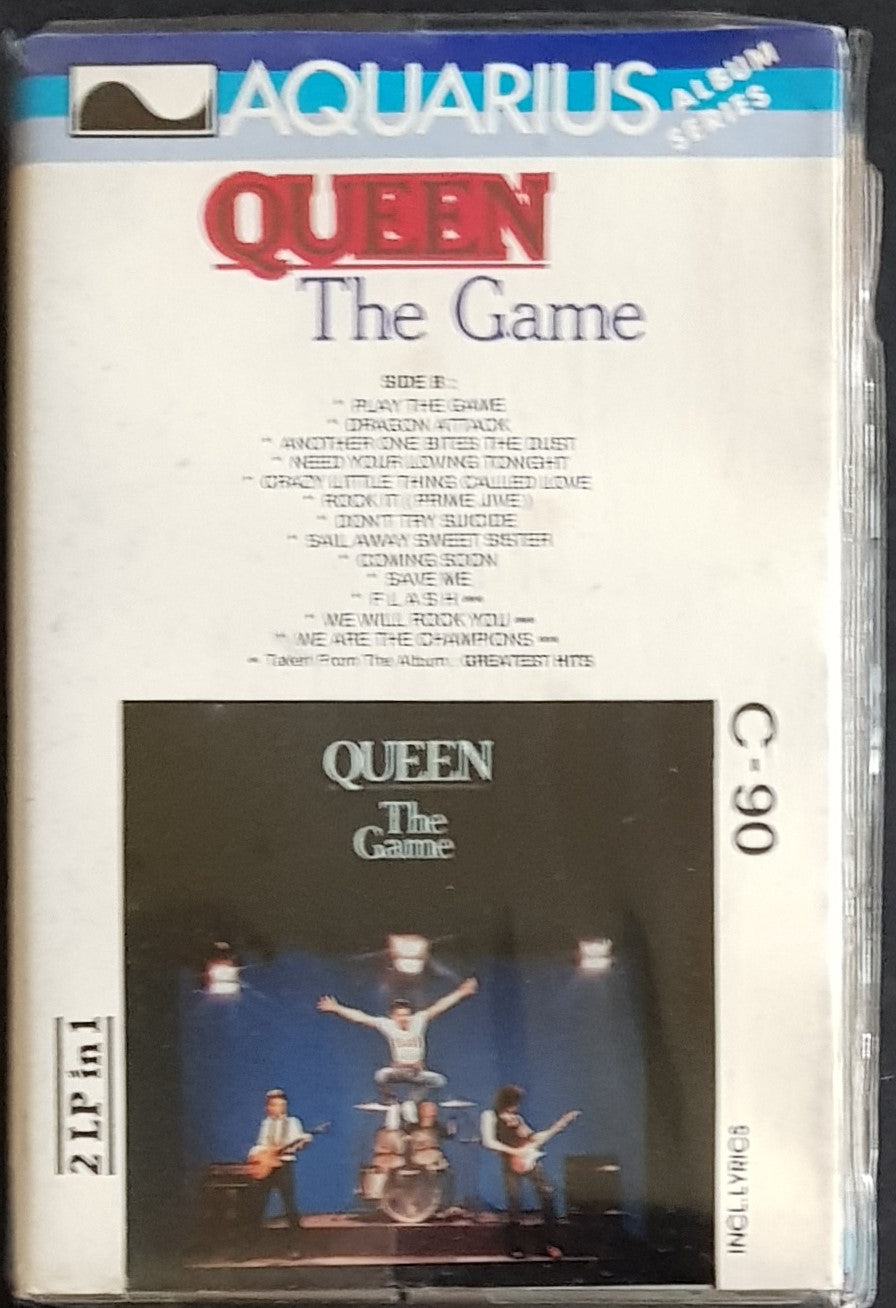 AQUARIUS
ALBUM
SERIES
QUEEN
The Game
SIDE B :
PLAY THE GAME
DRAGON ATTACK
ANOTHER ONE BITES THE DUST
NEED YOUR LOVING TONIGHT
CRAZY LITTLE THING CALLED LOVE
ROCK IT (PRIME JIVE)
DON'T TRY SUICIDE
SAIL AWAY SWEET SISTER
COMING SOON
SAVE ME
F L A S H **
WE WILL ROCK YOU **
WE ARE THE CHAMPIONS **
Taken From The Album : GREATEST HITS
QUEEN
The
Game
C-90
2 LP in 1
INCL.LYRICS